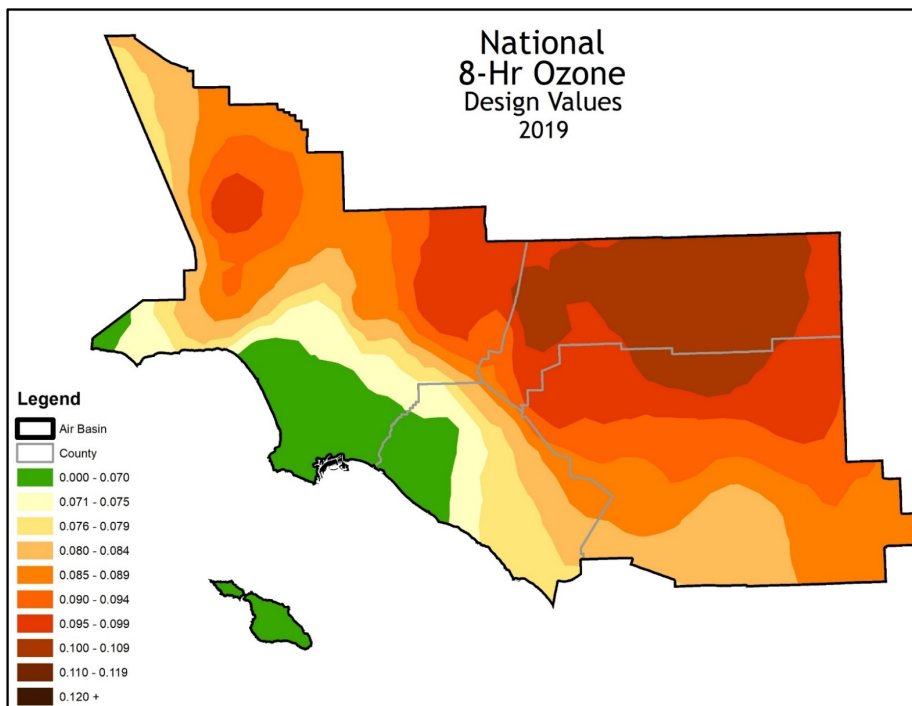 National
8-Hr Ozone
Design Values
2019
Legend
Air Basin
County
0.000 - 0.070
0.071 - 0.075
0.076 - 0.079
0.080 - 0.084
0.085 - 0.089
0.090 - 0.094
0.095 - 0.099
0.100 - 0.109
0.110 - 0.119
0.120 +